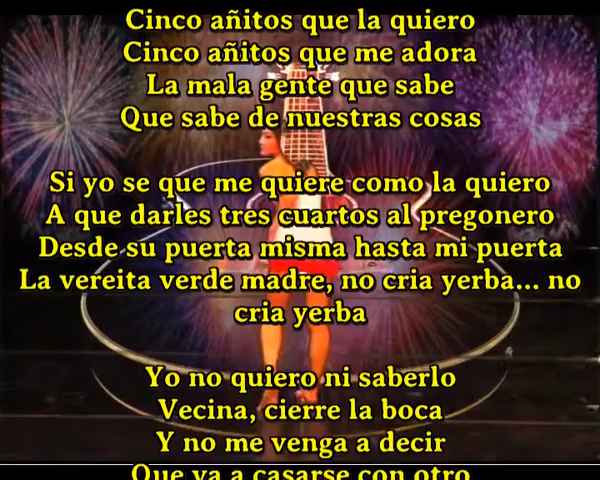 Cinco añitos que la quiero
Cinco añitos que me adora
La mala gente que sabe
Que sabe de nuestras cosas
Si yo se que me quiere como la quiero
A que darles tres cuartos al pregonero
Desde su puerta misma hasta mi puerta
La vereita verde madre, no cria yerba... no
cria yerba
Yo no quiero ni saberlo
Vecina, cierre la boca
Y no me venga a decir
Que va a casarse con otro